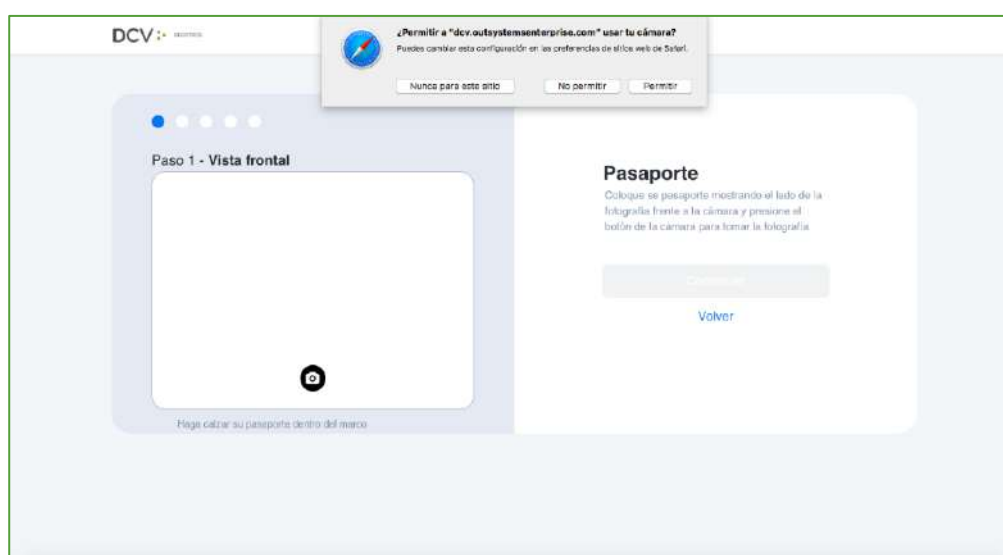 DCV
¿Permitir a "dcv.outsystemsenterprise.com" usar tu cámara?
Puedes cambiar esta configuración en las preferencias de sitios web de Safari.
Nunca para este sitio
No permitir
Permitir
Paso 1 - Vista frontal
Haga calzar su pasaporte dentro del marco
Pasaporte
Coloque se pasaporte mostrando el lado de la
fotografía frente a la cámara y presione el
botón de la cámara para tomar la fotografía
Volver